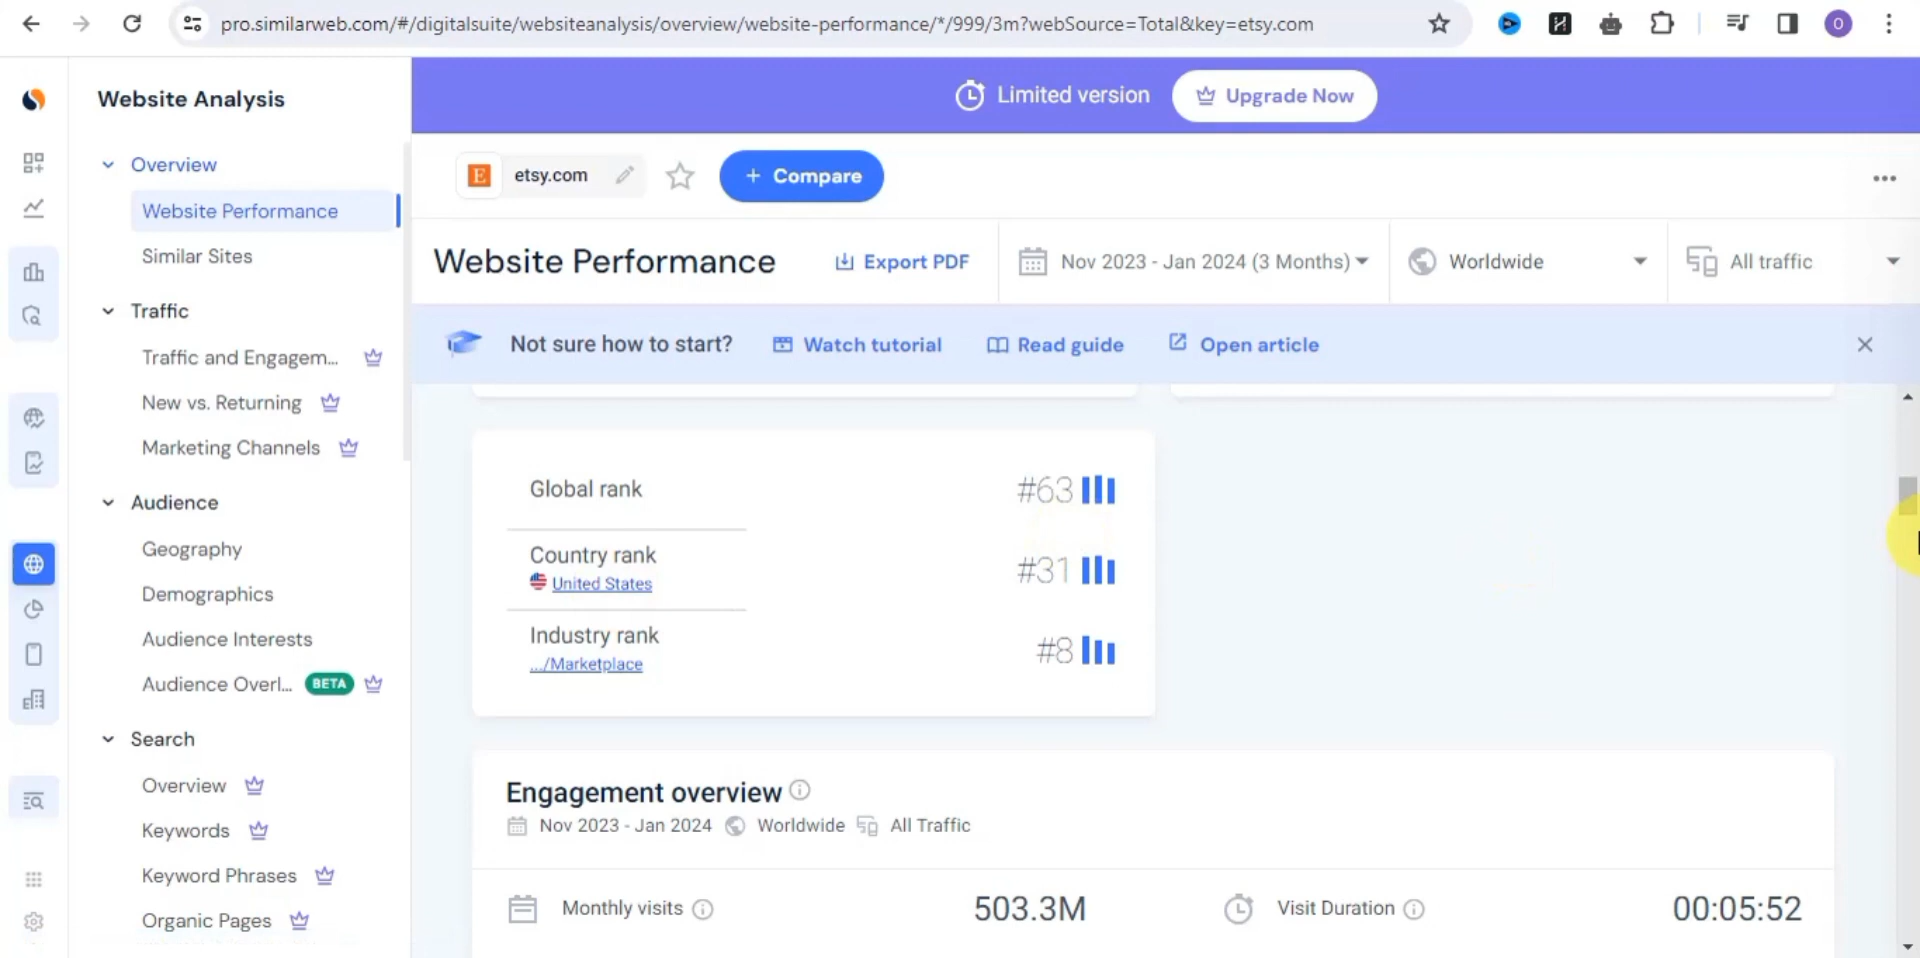 pro.similarweb.com/#/digitalsuite/websiteanalysis/overview/website-performance/*/999/3m?webSource=Total&key=etsy.com
O
Limited version
Upgrade Now
Website Analysis
Overview
Website Performance
Similar Sites
Traffic
Traffic and Engagem...
New vs. Returning
Marketing Channels
Audience
Geography
Demographics
Audience Interests
Audience Overl... BETA
Search
Overview
Keywords
Keyword Phrases
Organic Pages
E etsy.com
+ Compare
Website Performance
Export PDF
Nov 2023 - Jan 2024 (3 Months)
Worldwide
All traffic
Not sure how to start?
Watch tutorial
Read guide
Open article
Global rank #63
Country rank #31
United States
Industry rank #8
.../Marketplace
Engagement overview
Nov 2023 - Jan 2024 Worldwide All Traffic
Monthly visits 503.3M
Visit Duration 00:05:52